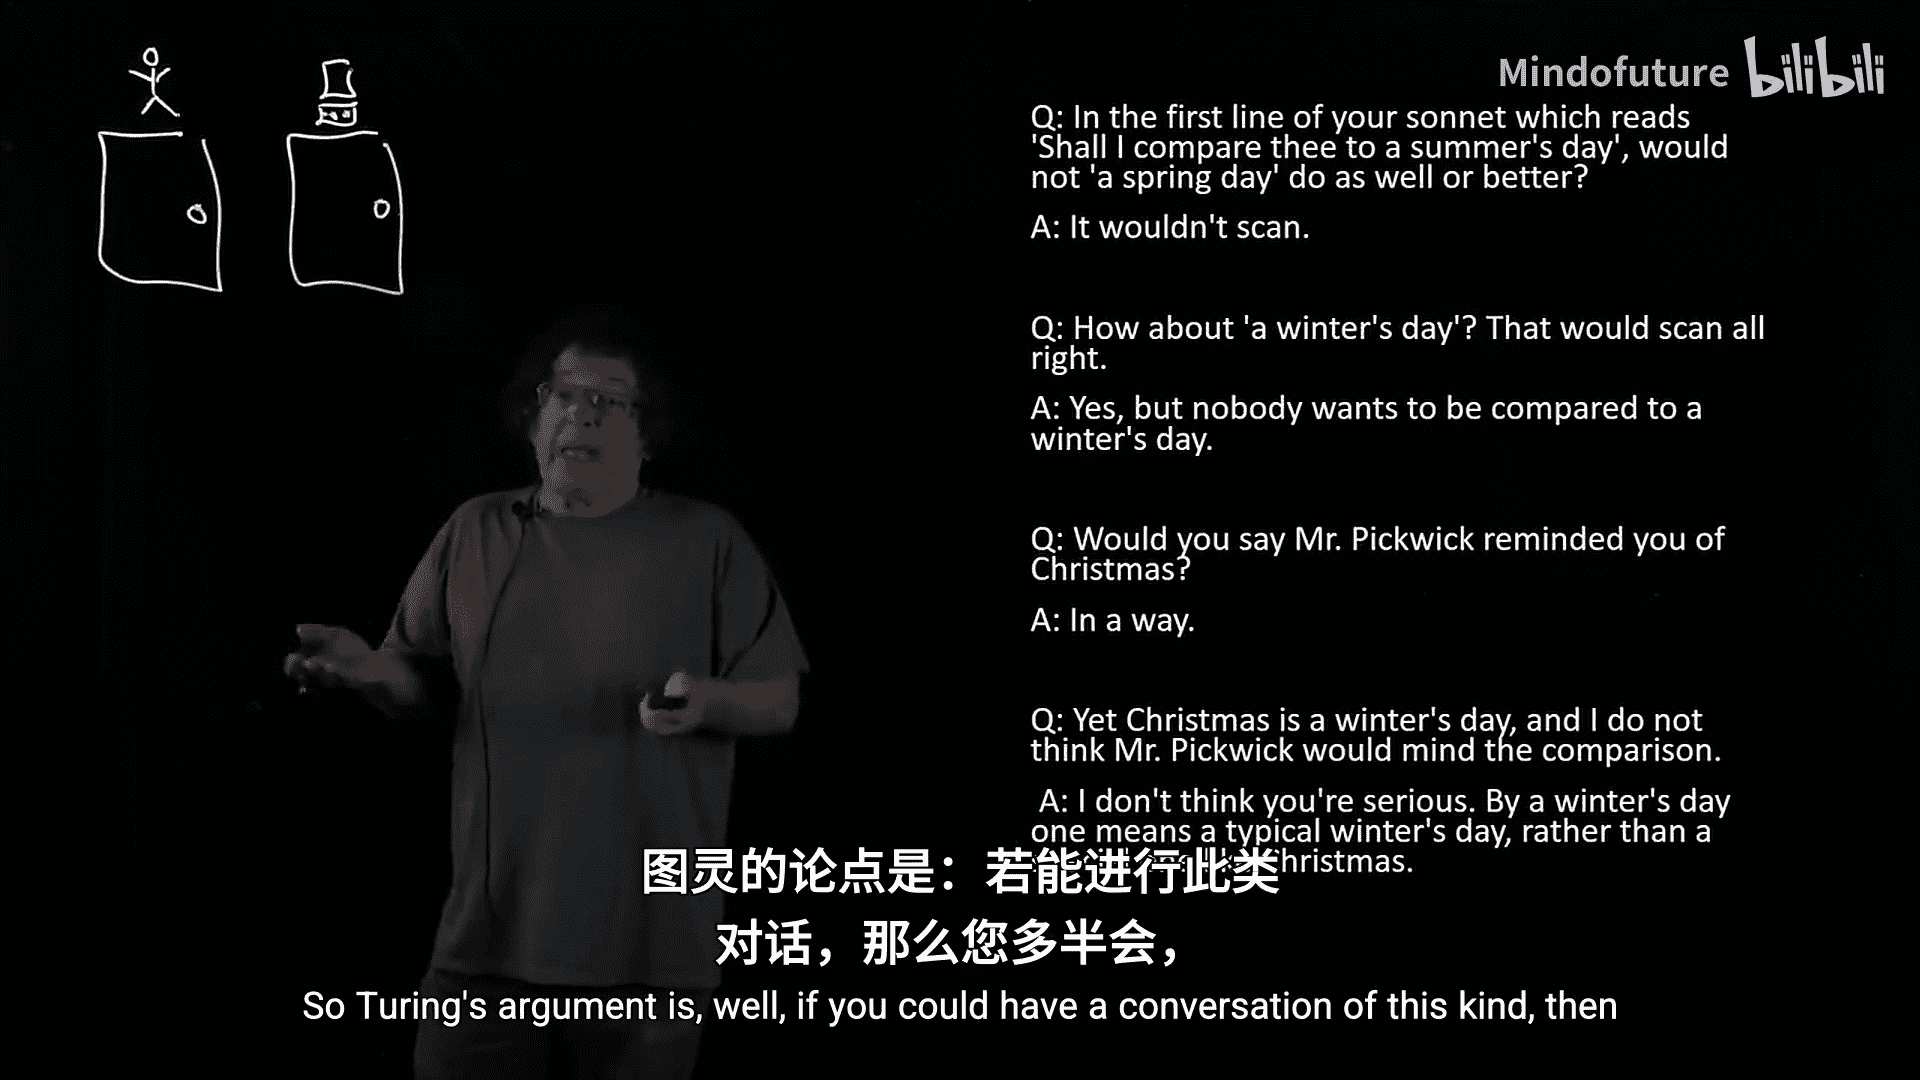 Mindofuture bilibili
Q: In the first line of your sonnet which reads
'Shall I compare thee to a summer's day', would
not 'a spring day' do as well or better?
A: It wouldn't scan.
Q: How about 'a winter's day'? That would scan all
right.
A: Yes, but nobody wants to be compared to a
winter's day.
Q: Would you say Mr. Pickwick reminded you of
Christmas?
A: In a way.
Q: Yet Christmas is a winter's day, and I do not
think Mr. Pickwick would mind the comparison.
A: I don't think you're serious. By a winter's day
one means a typical winter's day, rather than a
Christmas.
图灵的论点是：若能进行此类
对话，那么您多半会，
So Turing's argument is, well, if you could have a conversation of this kind, then